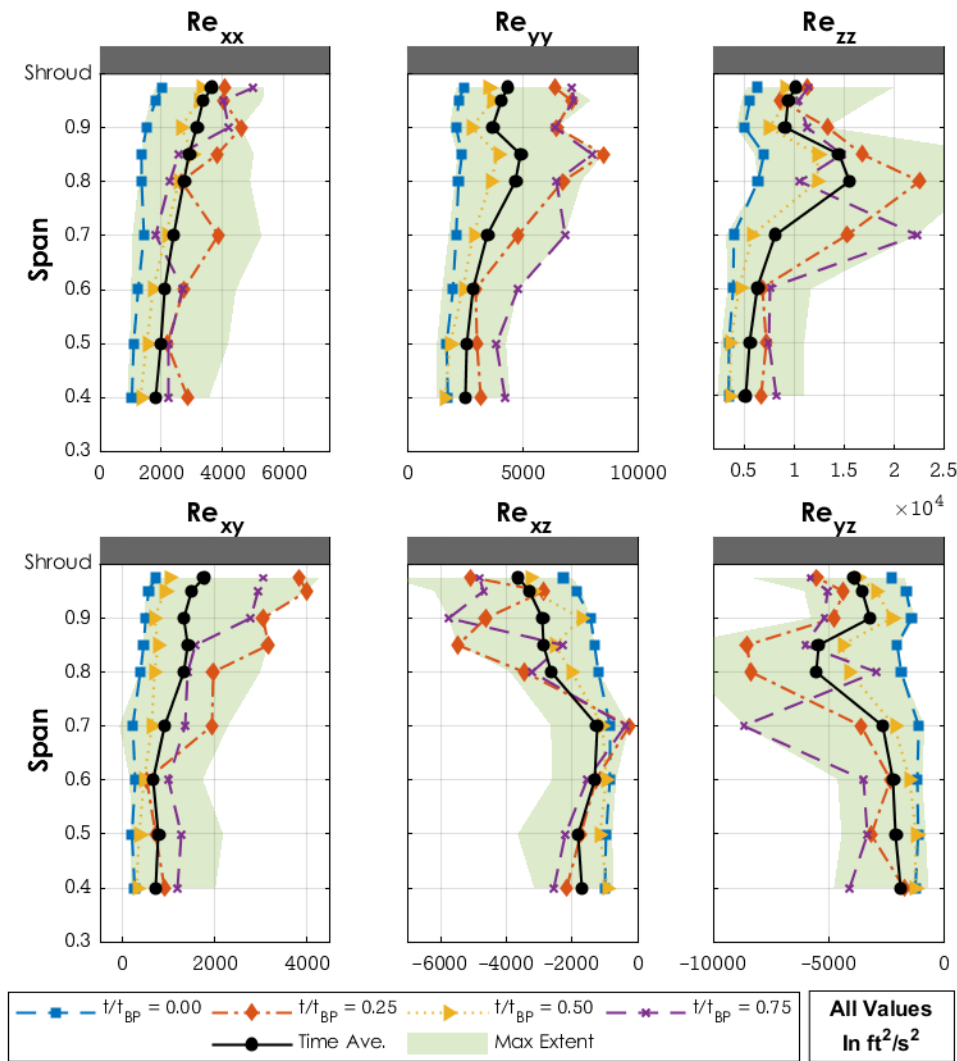 Re_xx Re_yy Re_zz
Shroud
0.9
0.8
Span 0.7
0.6
0.5
0.4
0.3
0 2000 4000 6000 0 5000 10000 0.5 1 1.5 2 2.5
× 10^4
Re_xy Re_xz Re_yz
Shroud
0.9
0.8
Span 0.7
0.6
0.5
0.4
0.3
0 2000 4000 −6000 −4000 −2000 0 −10000 −5000 0
t/t_BP = 0.00 t/t_BP = 0.25 t/t_BP = 0.50 t/t_BP = 0.75
Time Ave. Max Extent
All Values
In ft^2/s^2